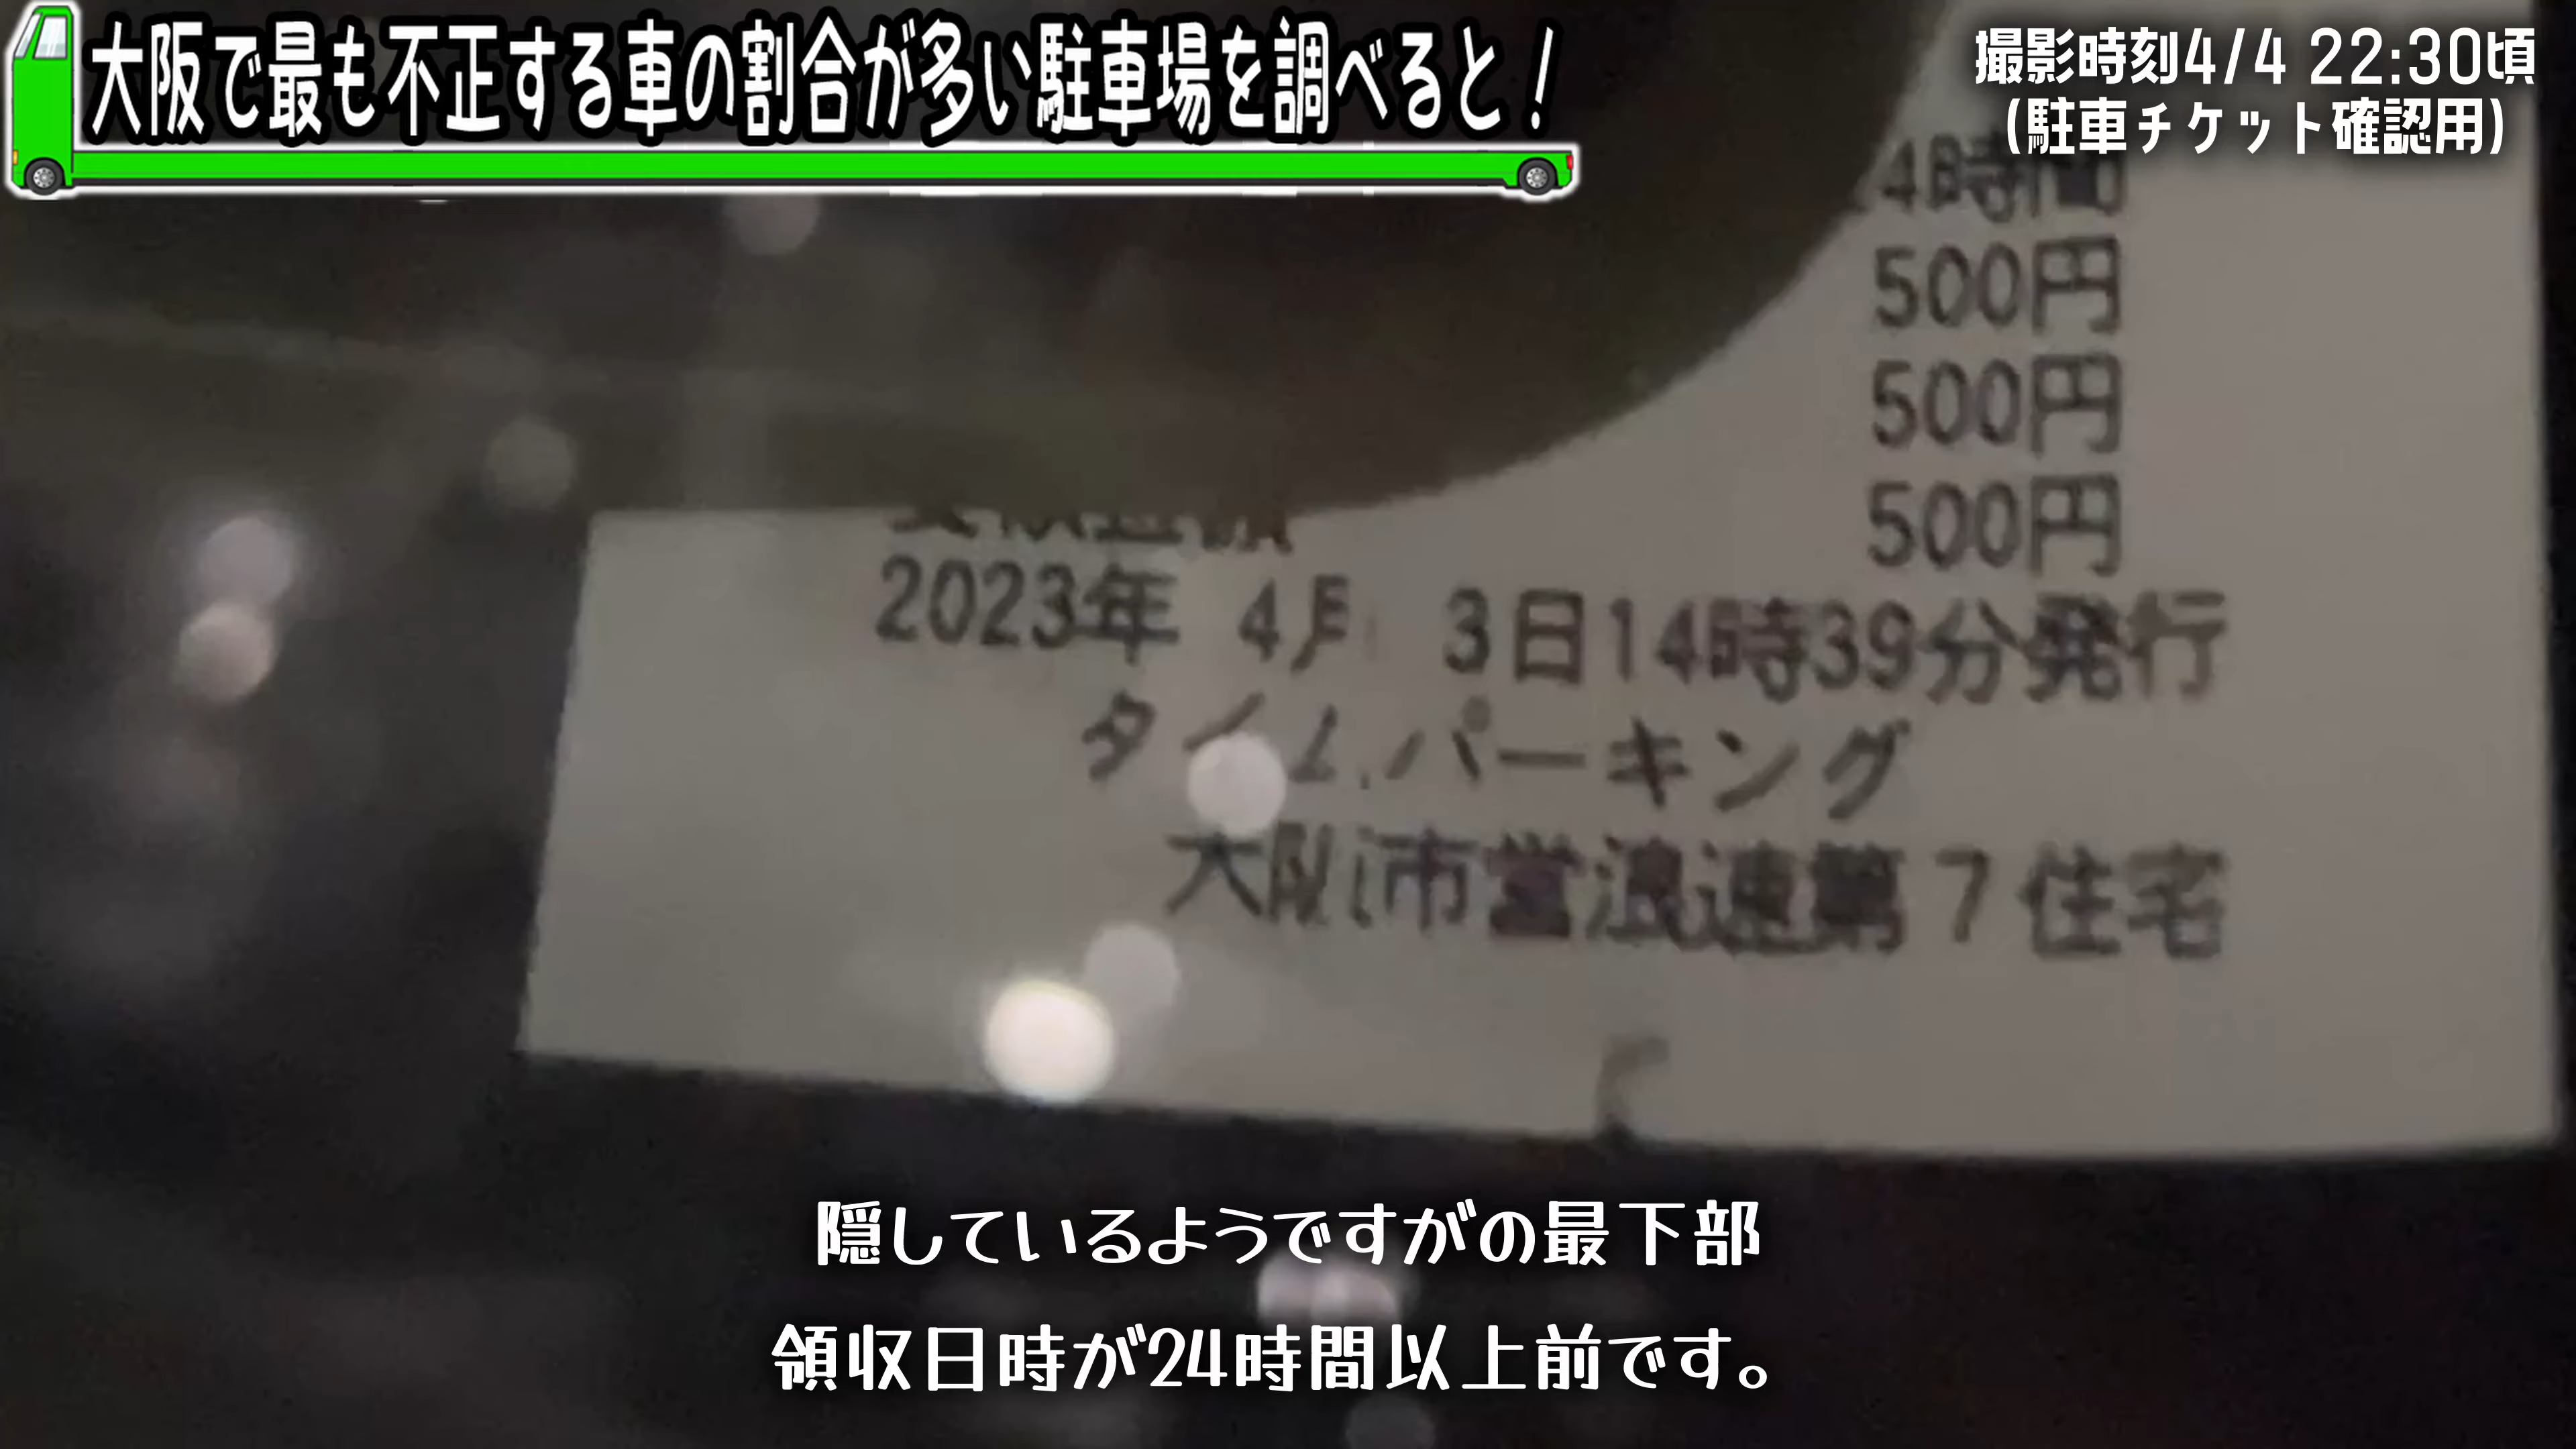 大阪で最も不正する車の割合が多い駐車場を調べると!
撮影時刻4/4 22:30頃
(駐車チケット確認用)
4時間
500円
500円
500円
2023年 4月 3日14時39分発行
タイムパーキング
大阪市営浪速第7住宅
隠しているようですがの最下部
領収日時が24時間以上前です。